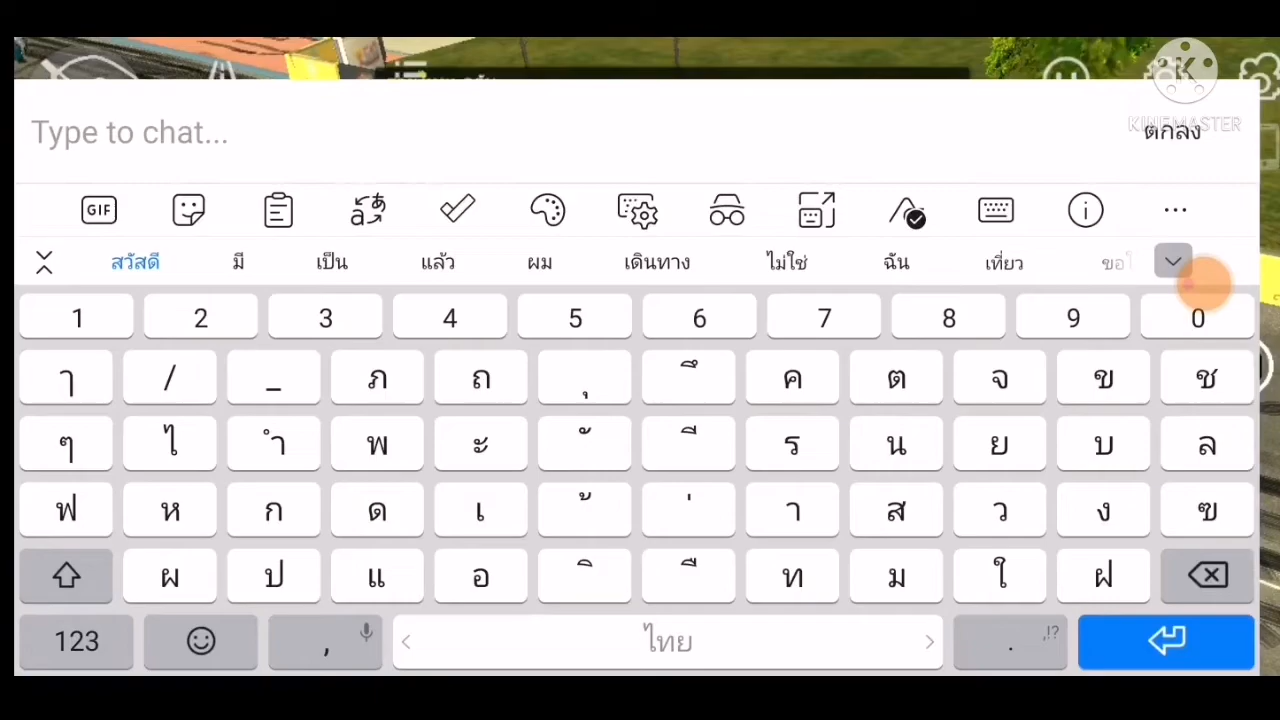 Type to chat...
KINEMASTER
ตกลง
GIF
สวัสดี มี เป็น แล้ว ผม เดินทาง ไม่ใช่ ฉัน เที่ยว
1 2 3 4 5 6 7 8 9 0
ๅ / _ ภ ถ ุ ึ ค ต จ ข ช
ๆ ไ ำ พ ะ ั ี ร น ย บ ล
ฟ ห ก ด เ ้ ่ า ส ว ง ฃ
ผ ป แ อ ิ ื ท ม ใ ฝ
123 , ไทย . ,!?